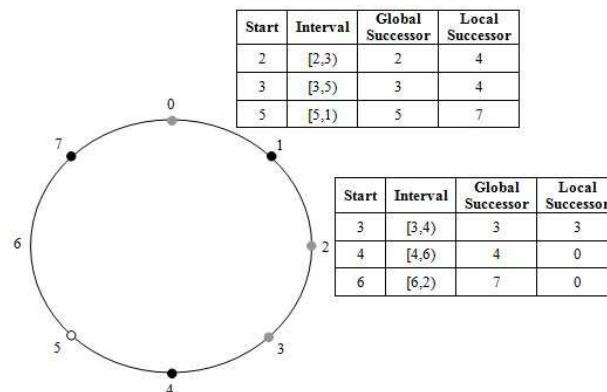 Start Interval Global Successor Local Successor
2 [2,3) 2 4
3 [3,5) 3 4
5 [5,1) 5 7
0
7
1
Start Interval Global Successor Local Successor
3 [3,4) 3 3
4 [4,6) 4 0
6 [6,2) 7 0
6
2
5
3
4